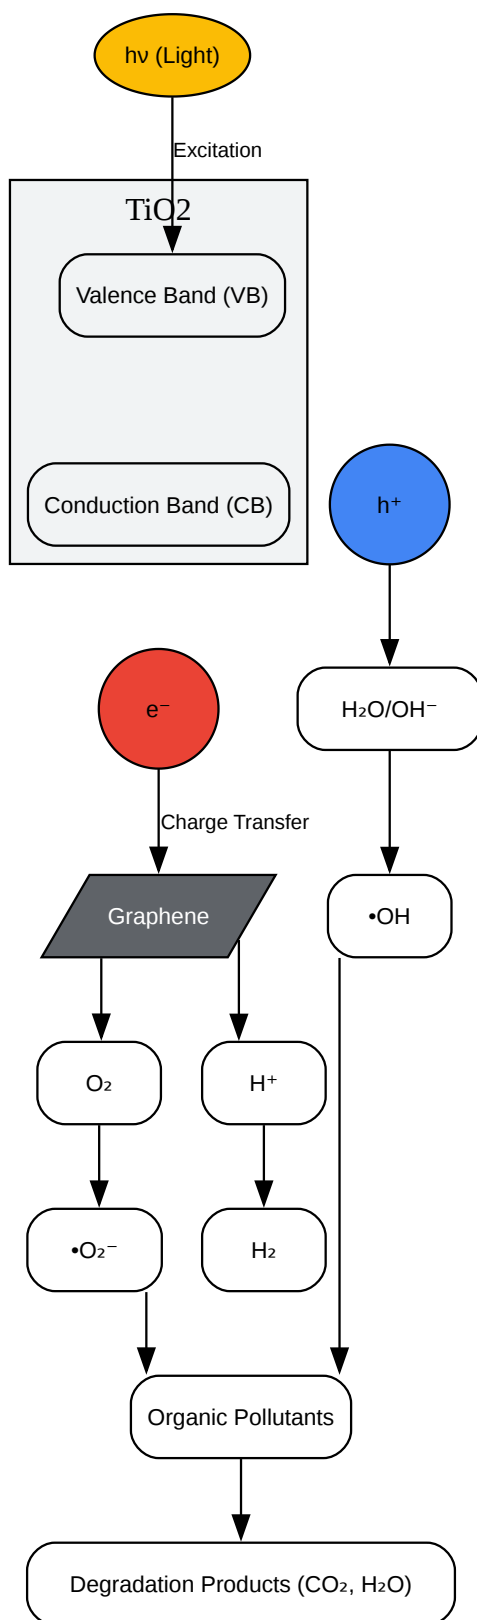 hν (Light)
Excitation
TiO2
Valence Band (VB)
Conduction Band (CB)
h⁺
e⁻
H₂O/OH⁻
Charge Transfer
Graphene
•OH
O₂
H⁺
•O₂⁻
H₂
Organic Pollutants
Degradation Products (CO₂, H₂O)